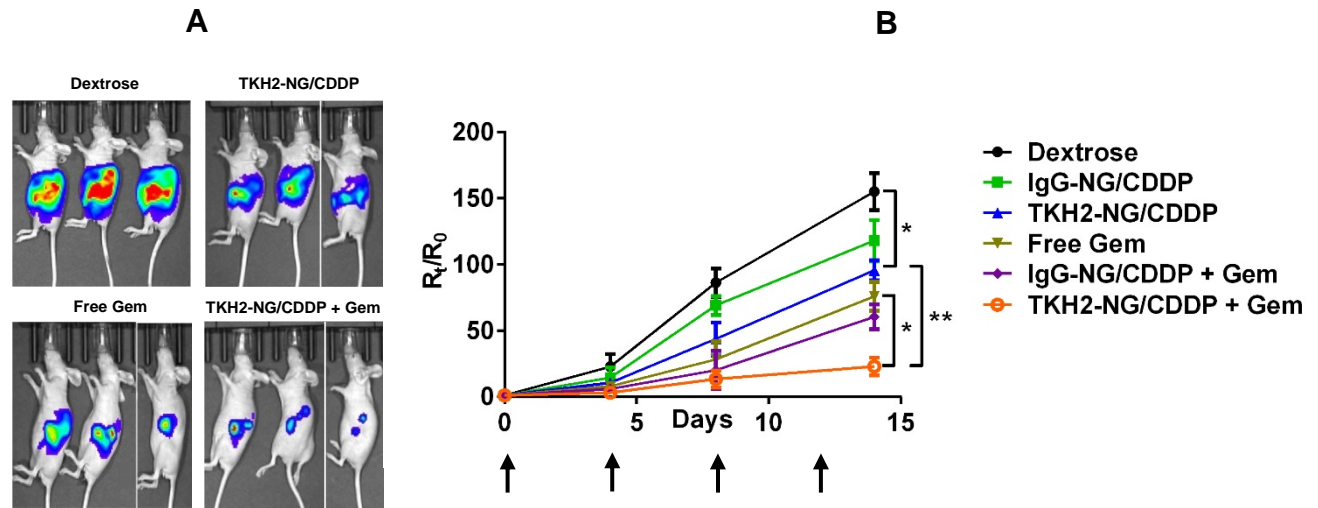 A
B
Dextrose
TKH2-NG/CDDP
Free Gem
TKH2-NG/CDDP + Gem
200
150
100
50
0
Rt/R0
0
5
Days
10
15
*
**
*
Dextrose
IgG-NG/CDDP
TKH2-NG/CDDP
Free Gem
IgG-NG/CDDP + Gem
TKH2-NG/CDDP + Gem